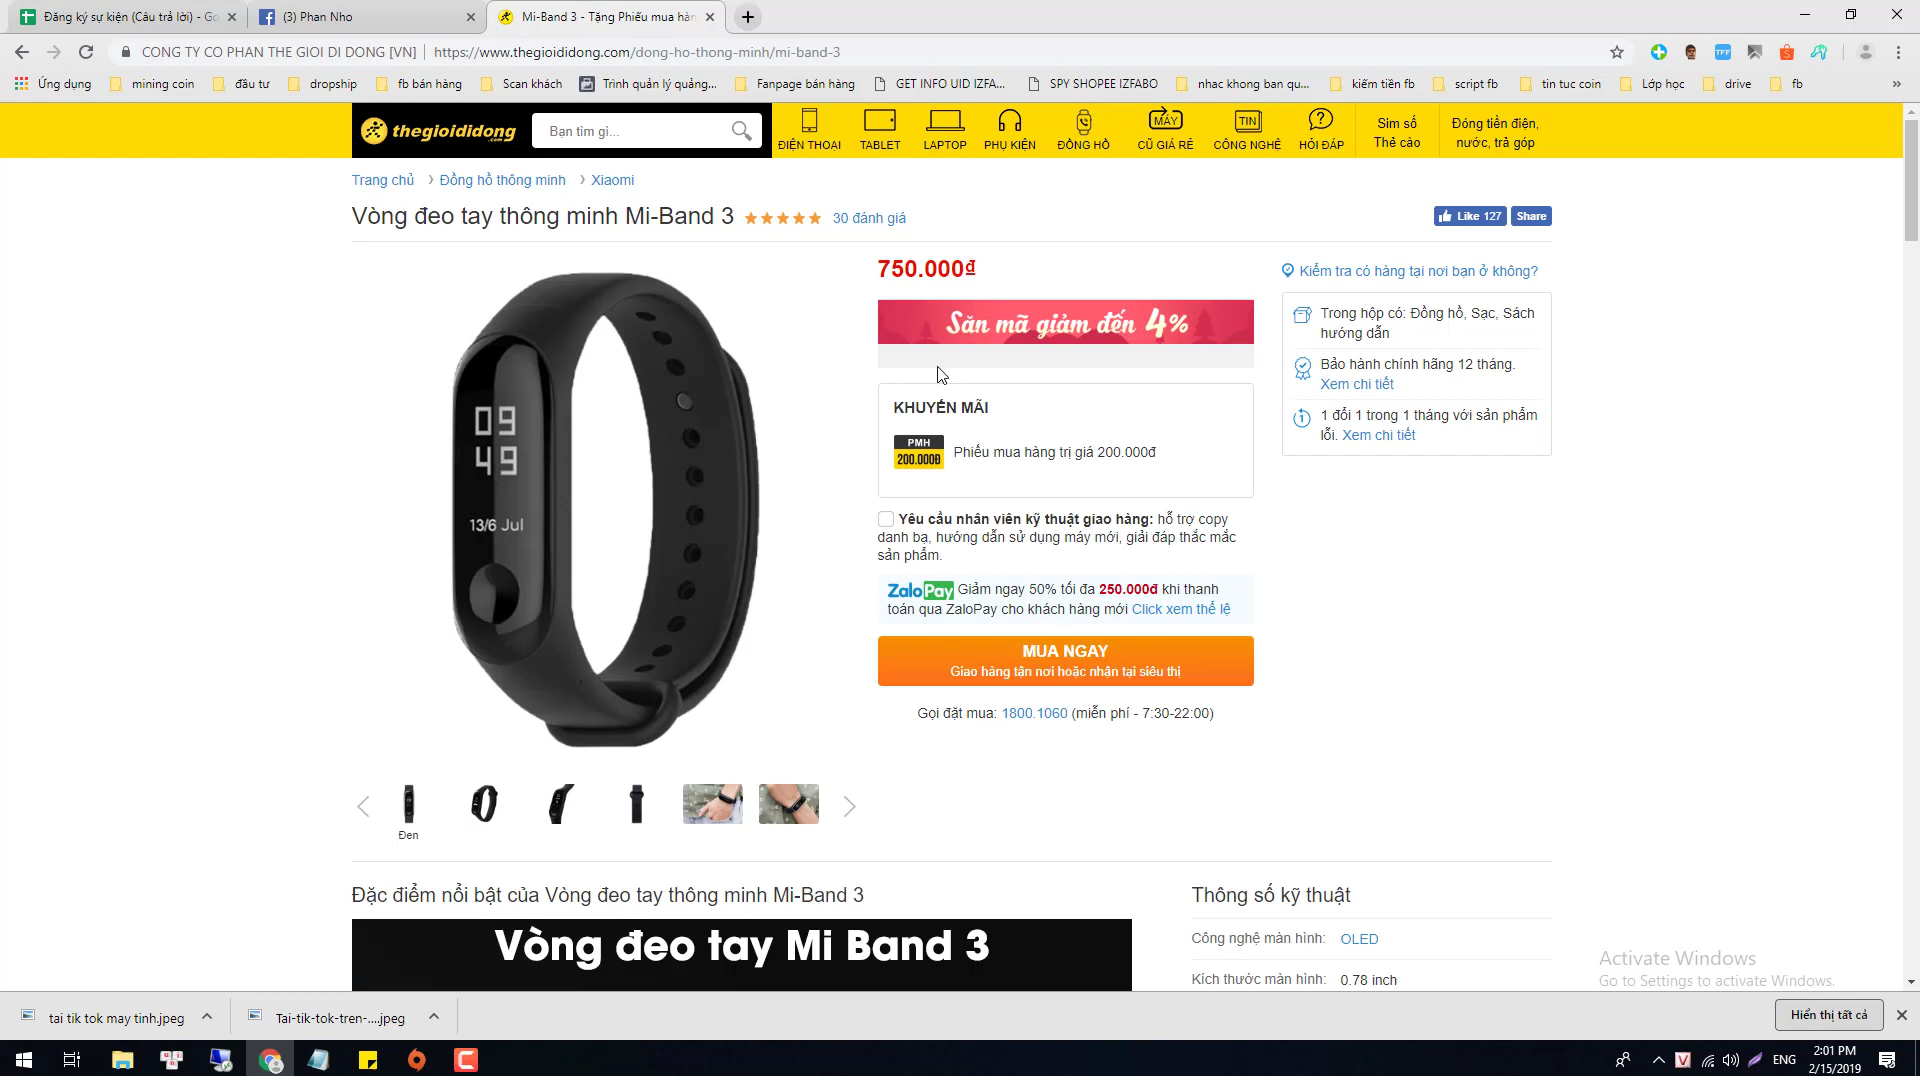 Đăng ký sự kiện (Câu trả lời) - Go
(3) Phan Nho
Mi-Band 3 - Tặng Phiếu mua hàn
CONG TY CO PHAN THE GIOI DI DONG [VN]
https://www.thegioididong.com/dong-ho-thong-minh/mi-band-3
Ứng dụng
mining coin
đầu tư
dropship
fb bán hàng
Scan khách
Trình quản lý quảng...
Fanpage bán hàng
GET INFO UID IZFA...
SPY SHOPEE IZFABO
nhac khong ban qu...
kiếm tiền fb
script fb
tin tuc coin
Lớp học
drive
fb
thegioididong.com
Bạn tìm gì...
ĐIỆN THOẠI
TABLET
LAPTOP
PHỤ KIỆN
ĐỒNG HỒ
MÁY
CŨ GIÁ RẺ
TIN
CÔNG NGHỆ
HỎI ĐÁP
Sim số
Thẻ cào
Đóng tiền điện,
nước, trả góp
Trang chủ › Đồng hồ thông minh › Xiaomi
Vòng đeo tay thông minh Mi-Band 3
30 đánh giá
Like 127
Share
09
49
13/6 Jul
750.000₫
Săn mã giảm đến 4%
KHUYẾN MÃI
PMH
200.000Đ
Phiếu mua hàng trị giá 200.000đ
Yêu cầu nhân viên kỹ thuật giao hàng: hỗ trợ copy
danh bạ, hướng dẫn sử dụng máy mới, giải đáp thắc mắc
sản phẩm.
ZaloPay Giảm ngay 50% tối đa 250.000đ khi thanh
toán qua ZaloPay cho khách hàng mới Click xem thể lệ
MUA NGAY
Giao hàng tận nơi hoặc nhận tại siêu thị
Gọi đặt mua: 1800.1060 (miễn phí - 7:30-22:00)
Kiểm tra có hàng tại nơi bạn ở không?
Trong hộp có: Đồng hồ, Sạc, Sách
hướng dẫn
Bảo hành chính hãng 12 tháng.
Xem chi tiết
1 đổi 1 trong 1 tháng với sản phẩm
lỗi. Xem chi tiết
Đen
Đặc điểm nổi bật của Vòng đeo tay thông minh Mi-Band 3
Vòng đeo tay Mi Band 3
Thông số kỹ thuật
Công nghệ màn hình: OLED
Kích thước màn hình: 0.78 inch
Activate Windows
Go to Settings to activate Windows.
tai tik tok may tinh.jpeg
Tai-tik-tok-tren-....jpeg
Hiển thị tất cả
ENG
2:01 PM
2/15/2019